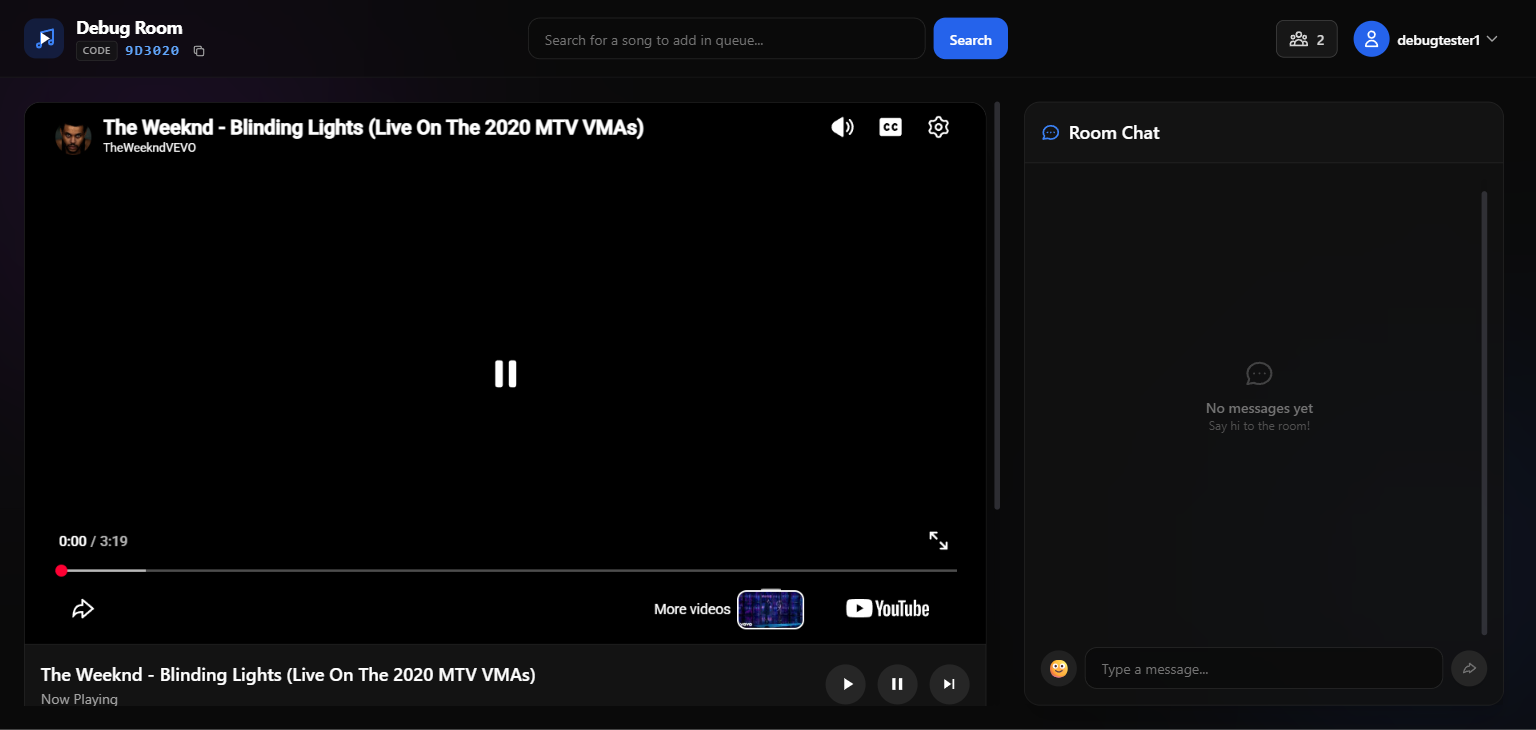 Debug Room
CODE 9D3020
Search for a song to add in queue...
Search
2
debugtester1
The Weeknd - Blinding Lights (Live On The 2020 MTV VMAs)
TheWeekndVEVO
CC
0:00 / 3:19
More videos
YouTube
The Weeknd - Blinding Lights (Live On The 2020 MTV VMAs)
Now Playing
Room Chat
No messages yet
Say hi to the room!
Type a message...